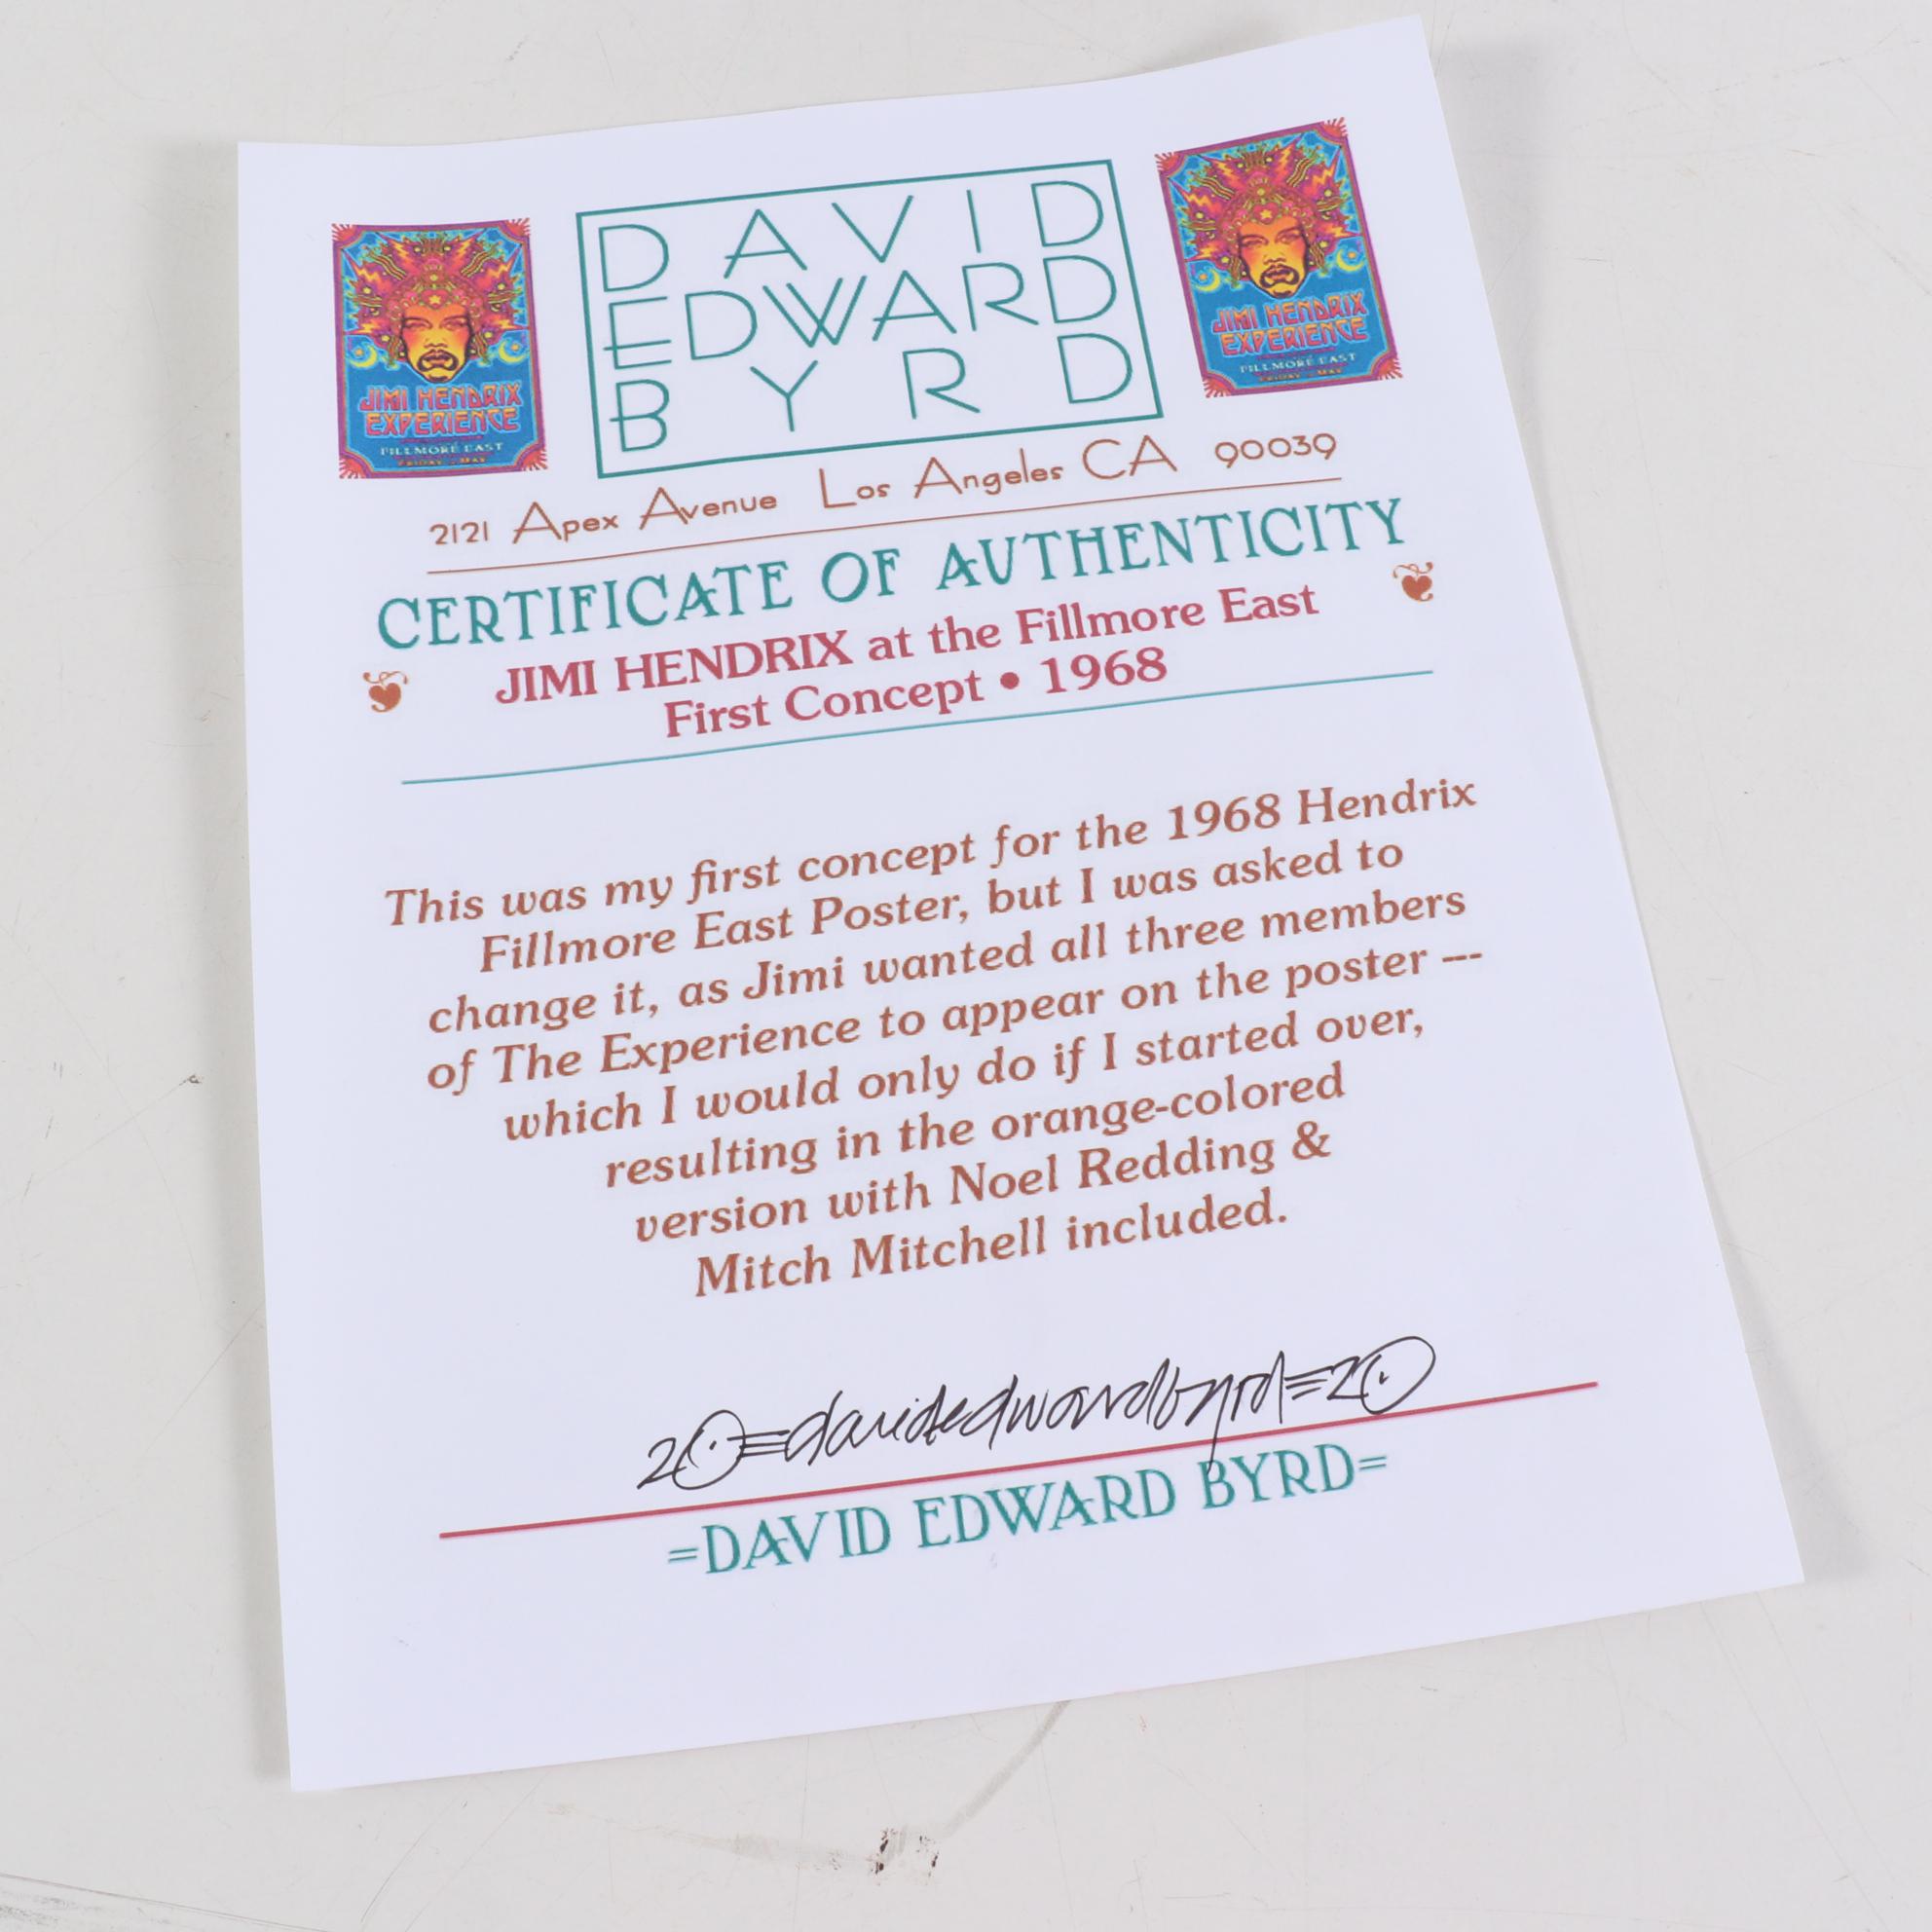 JIMI HENDRIX
EXPERIENCE
FILLMORE EAST
DAVID
EDWARD
BYRD
JIMI HENDRIX
EXPERIENCE
FILLMORE EAST
2121 Apex Avenue Los Angeles CA 90039
CERTIFICATE OF AUTHENTICITY
JIMI HENDRIX at the Fillmore East
First Concept • 1968
This was my first concept for the 1968 Hendrix
Fillmore East Poster, but I was asked to
change it, as Jimi wanted all three members
of The Experience to appear on the poster ---
which I would only do if I started over,
resulting in the orange-colored
version with Noel Redding &
Mitch Mitchell included.
20=davidedwardbyrd=20
=DAVID EDWARD BYRD=